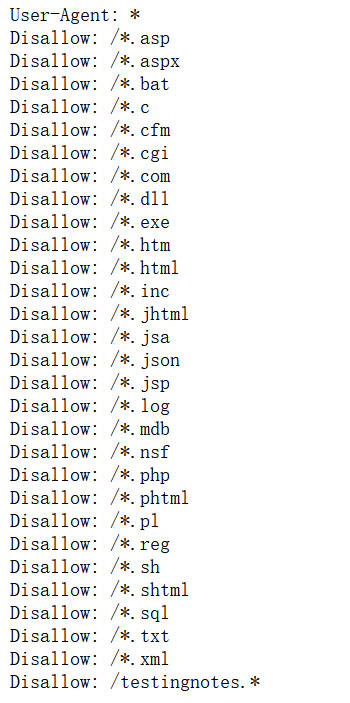 User-Agent: *
Disallow: /*.asp
Disallow: /*.aspx
Disallow: /*.bat
Disallow: /*.c
Disallow: /*.cfm
Disallow: /*.cgi
Disallow: /*.com
Disallow: /*.dll
Disallow: /*.exe
Disallow: /*.htm
Disallow: /*.html
Disallow: /*.inc
Disallow: /*.jhtml
Disallow: /*.jsa
Disallow: /*.json
Disallow: /*.jsp
Disallow: /*.log
Disallow: /*.mdb
Disallow: /*.nsf
Disallow: /*.php
Disallow: /*.phtml
Disallow: /*.pl
Disallow: /*.reg
Disallow: /*.sh
Disallow: /*.shtml
Disallow: /*.sql
Disallow: /*.txt
Disallow: /*.xml
Disallow: /testingnotes.*